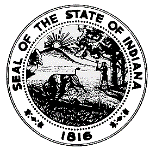 SEAL OF THE STATE OF INDIANA
1816